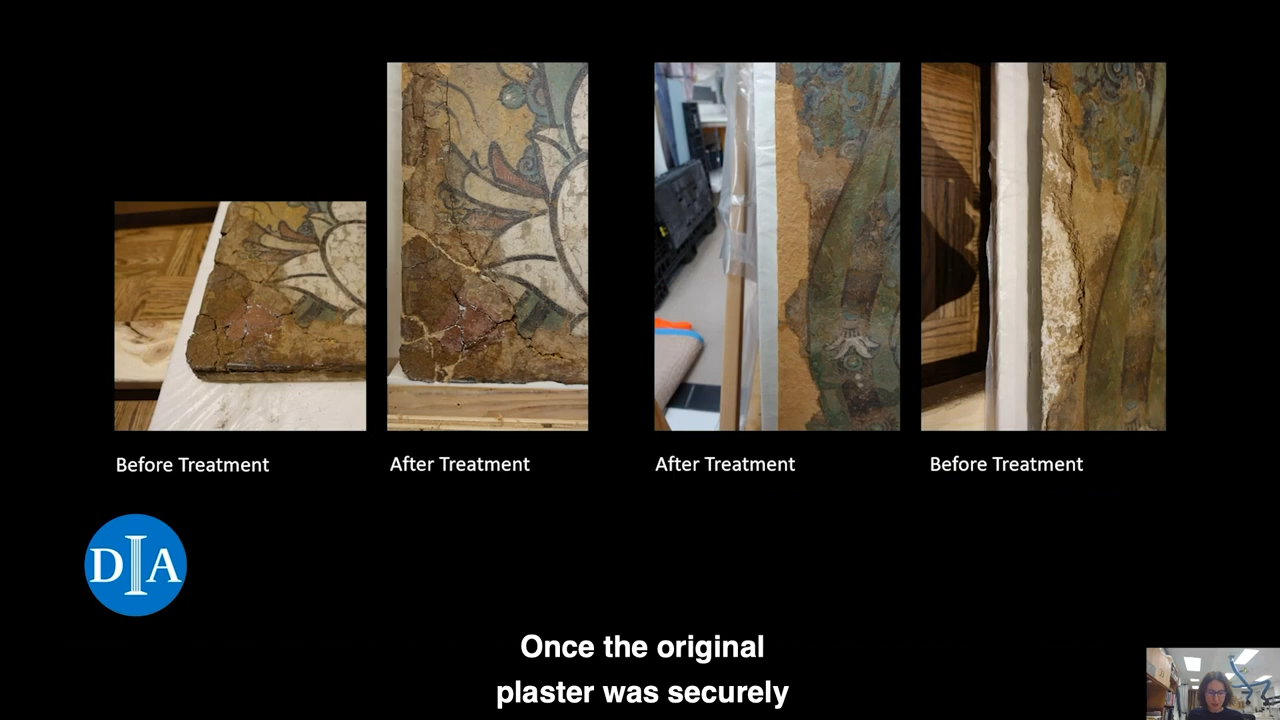 Before Treatment
After Treatment
After Treatment
Before Treatment
DIA
Once the original
plaster was securely